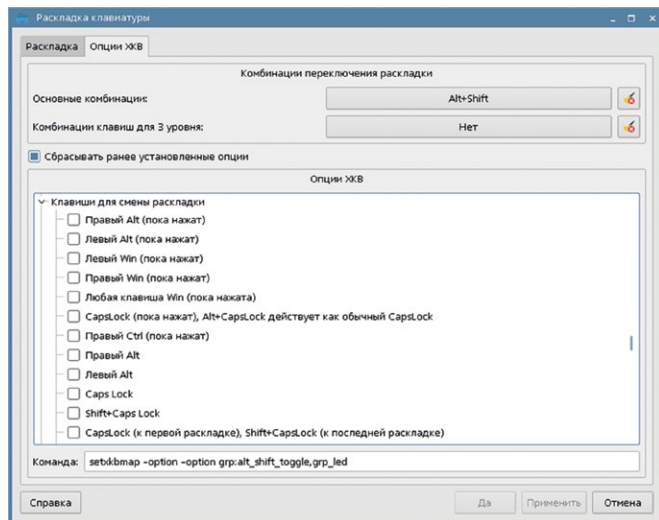 Раскладка клавиатуры
Раскладка Опции XKB
Комбинации переключения раскладки
Основные комбинации: Alt+Shift
Комбинации клавиш для 3 уровня: Нет
Сбрасывать ранее установленные опции
Опции XKB
Клавиши для смены раскладки
Правый Alt (пока нажат)
Левый Alt (пока нажат)
Левый Win (пока нажат)
Правый Win (пока нажат)
Любая клавиша Win (пока нажата)
CapsLock (пока нажат), Alt+CapsLock действует как обычный CapsLock
Правый Ctrl (пока нажат)
Правый Alt
Левый Alt
Caps Lock
Shift+Caps Lock
CapsLock (к первой раскладке), Shift+CapsLock (к последней раскладке)
Команда: setxkbmap -option -option grp:alt_shift_toggle,grp_led
Справка Да Применить Отмена